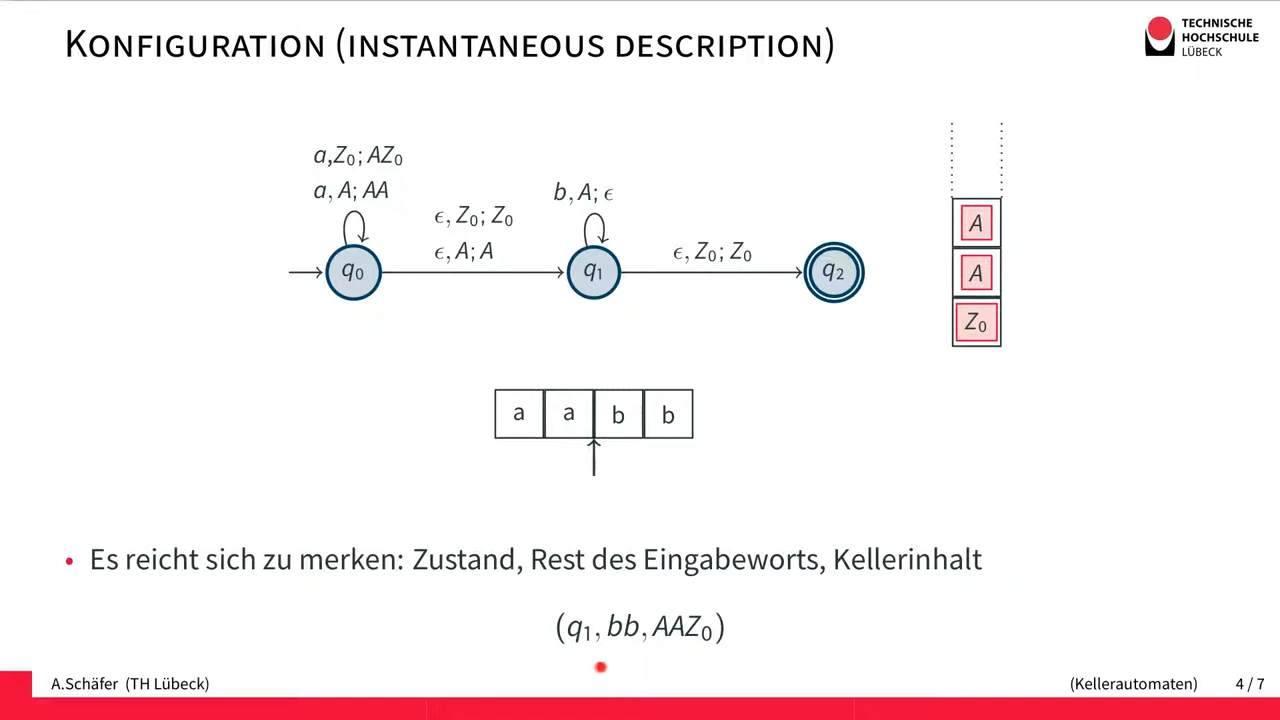 KONFIGURATION (INSTANTANEOUS DESCRIPTION)
TECHNISCHE
HOCHSCHULE
LÜBECK
a,Z₀; AZ₀
a, A; AA
ϵ, Z₀; Z₀
ϵ, A; A
b, A; ϵ
ϵ, Z₀; Z₀
q₀
q₁
q₂
A
A
Z₀
a a b b
• Es reicht sich zu merken: Zustand, Rest des Eingabeworts, Kellerinhalt
(q₁, bb, AAZ₀)
A.Schäfer (TH Lübeck) (Kellerautomaten) 4 / 7